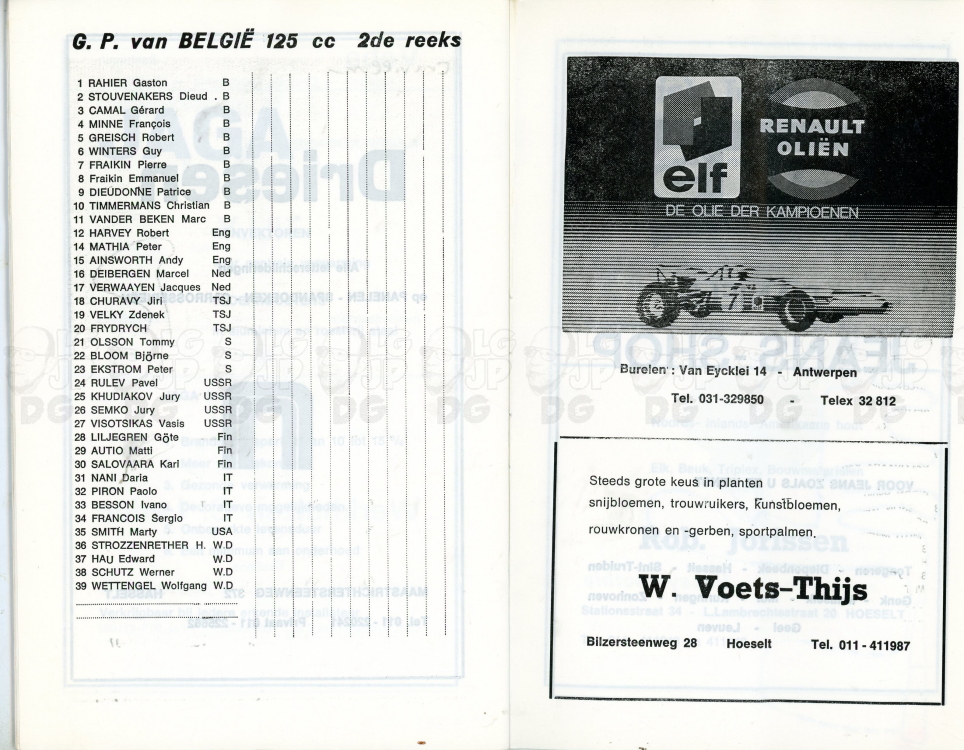 G. P. van BELGIË 125 cc 2de reeks
1 RAHIER Gaston B
2 STOUVENAKERS Dieud . B
3 CAMAL Gérard B
4 MINNE François B
5 GREISCH Robert B
6 WINTERS Guy B
7 FRAIKIN Pierre B
8 Fraikin Emmanuel B
9 DIEUDONNE Patrice B
10 TIMMERMANS Christian B
11 VANDER BEKEN Marc B
12 HARVEY Robert Eng
14 MATHIA Peter Eng
15 AINSWORTH Andy Eng
16 DEIBERGEN Marcel Ned
17 VERWAAYEN Jacques Ned
18 CHURAVY Jiri TSJ
19 VELKY Zdenek TSJ
20 FRYDRYCH TSJ
21 OLSSON Tommy S
22 BLOOM Björne S
23 EKSTROM Peter S
24 RULEV Pavel USSR
25 KHUDIAKOV Jury USSR
26 SEMKO Jury USSR
27 VISOTSIKAS Vasis USSR
28 LILJEGREN Göte Fin
29 AUTIO Matti Fin
30 SALOVAARA Kari Fin
31 NANI Daria IT
32 PIRON Paolo IT
33 BESSON Ivano IT
34 FRANCOIS Sergio IT
35 SMITH Marty USA
36 STROZZENRETHER H. W.D
37 HAU Edward W.D
38 SCHUTZ Werner W.D
39 WETTENGEL Wolfgang W.D
elf
RENAULT
OLIËN
DE OLIE DER KAMPIOENEN
7
Burelen : Van Eycklei 14 - Antwerpen
Tel. 031-329850 - Telex 32 812
Steeds grote keus in planten
snijbloemen, trouwruikers, kunstbloemen,
rouwkronen en -gerben, sportpalmen.
W. Voets-Thijs
Bilzersteenweg 28 Hoeselt Tel. 011 - 411987